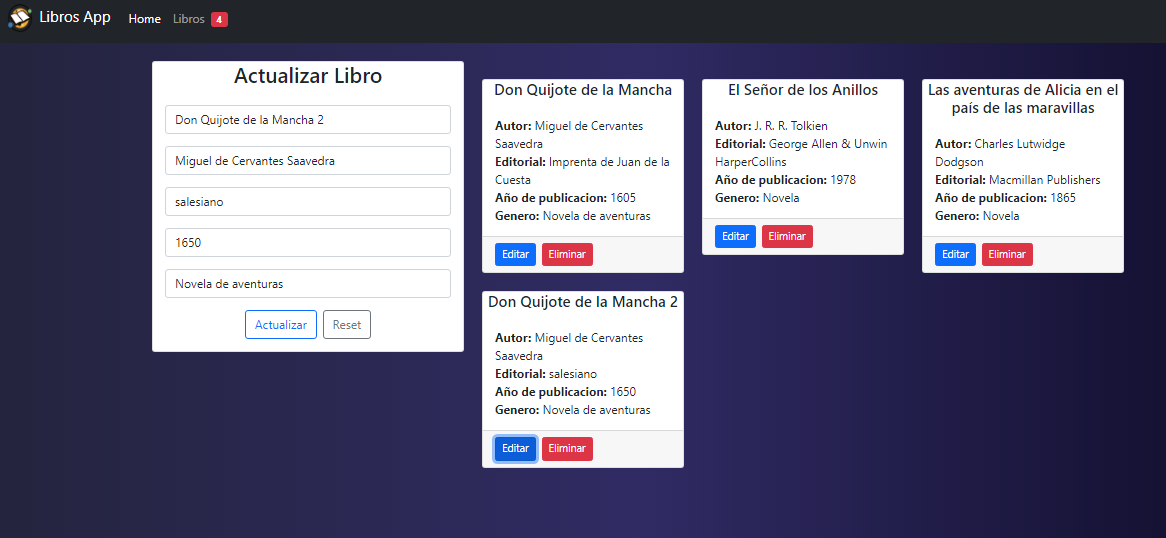 Libros App
Home
Libros 4
Actualizar Libro
Don Quijote de la Mancha 2
Miguel de Cervantes Saavedra
salesiano
1650
Novela de aventuras
Actualizar Reset
Don Quijote de la Mancha
Autor: Miguel de Cervantes
Saavedra
Editorial: Imprenta de Juan de la
Cuesta
Año de publicacion: 1605
Genero: Novela de aventuras
Editar Eliminar
El Señor de los Anillos
Autor: J. R. R. Tolkien
Editorial: George Allen & Unwin
HarperCollins
Año de publicacion: 1978
Genero: Novela
Editar Eliminar
Las aventuras de Alicia en el
país de las maravillas
Autor: Charles Lutwidge
Dodgson
Editorial: Macmillan Publishers
Año de publicacion: 1865
Genero: Novela
Editar Eliminar
Don Quijote de la Mancha 2
Autor: Miguel de Cervantes
Saavedra
Editorial: salesiano
Año de publicacion: 1650
Genero: Novela de aventuras
Editar Eliminar